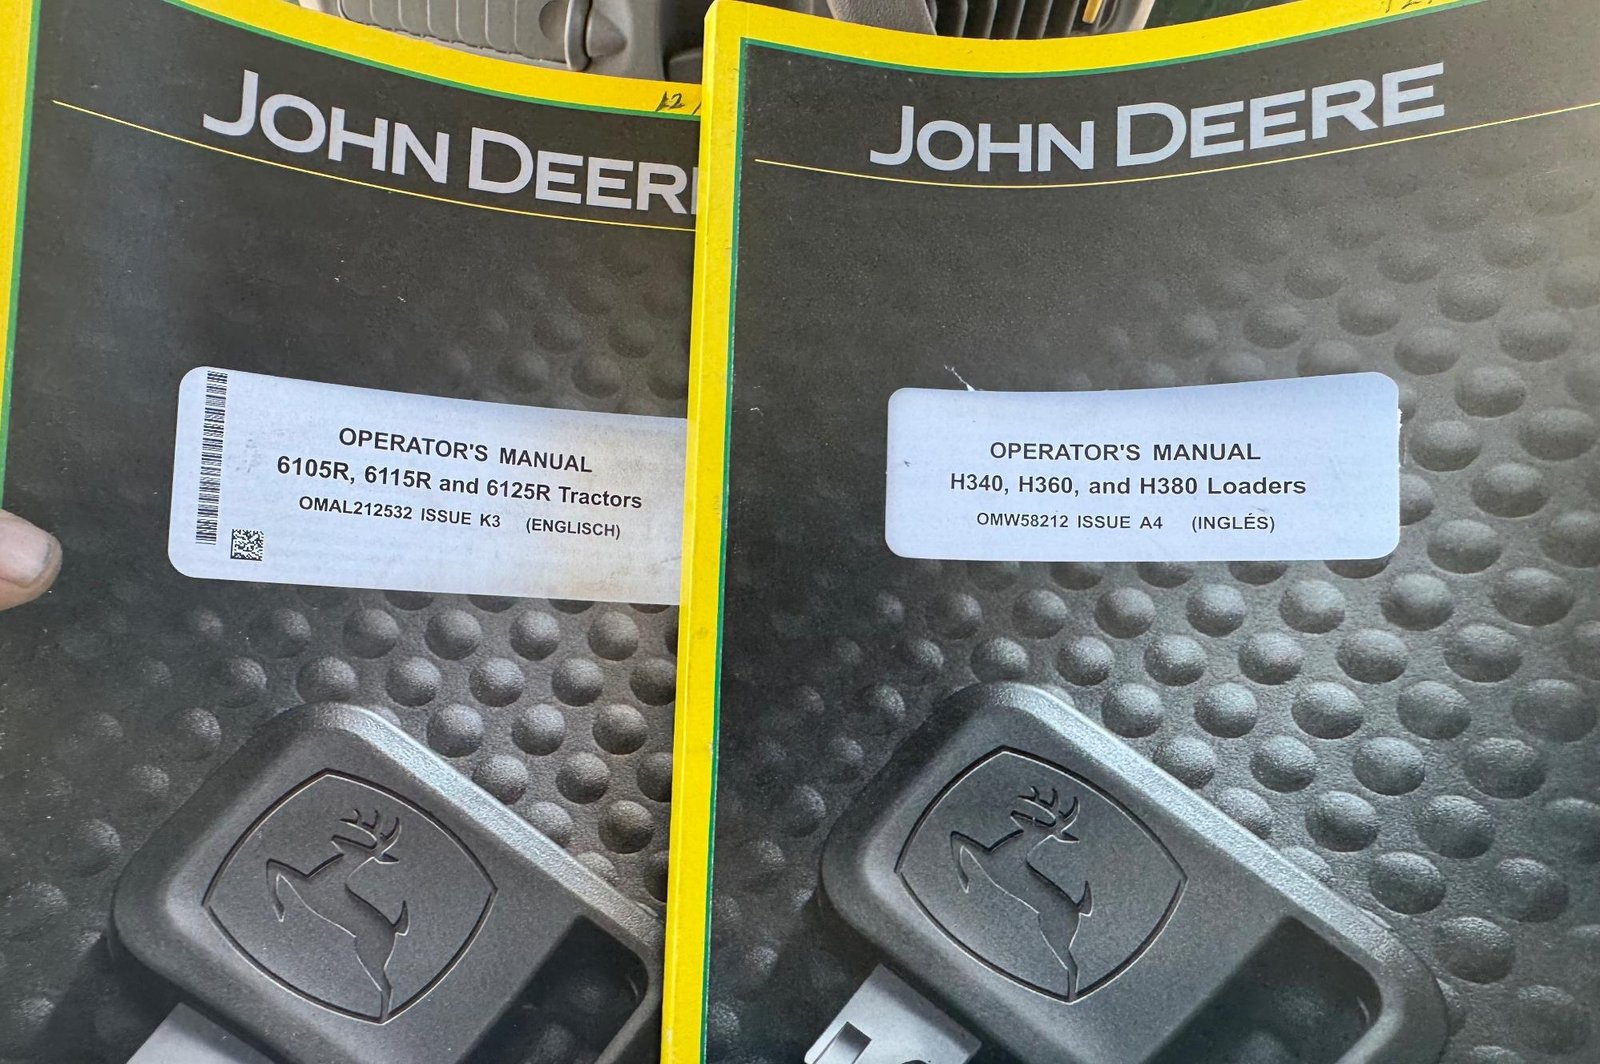 JOHN DEERE
12
OPERATOR'S MANUAL
6105R, 6115R and 6125R Tractors
OMAL212532 ISSUE K3 (ENGLISCH)
JOHN DEERE
OPERATOR'S MANUAL
H340, H360, and H380 Loaders
OMW58212 ISSUE A4 (INGLÉS)